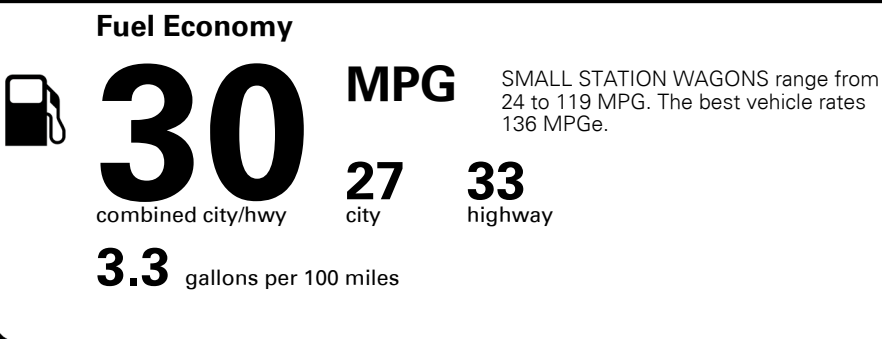 Fuel Economy
30
MPG
SMALL STATION WAGONS range from
24 to 119 MPG. The best vehicle rates
136 MPGe.
combined city/hwy
27
city
33
highway
3.3 gallons per 100 miles